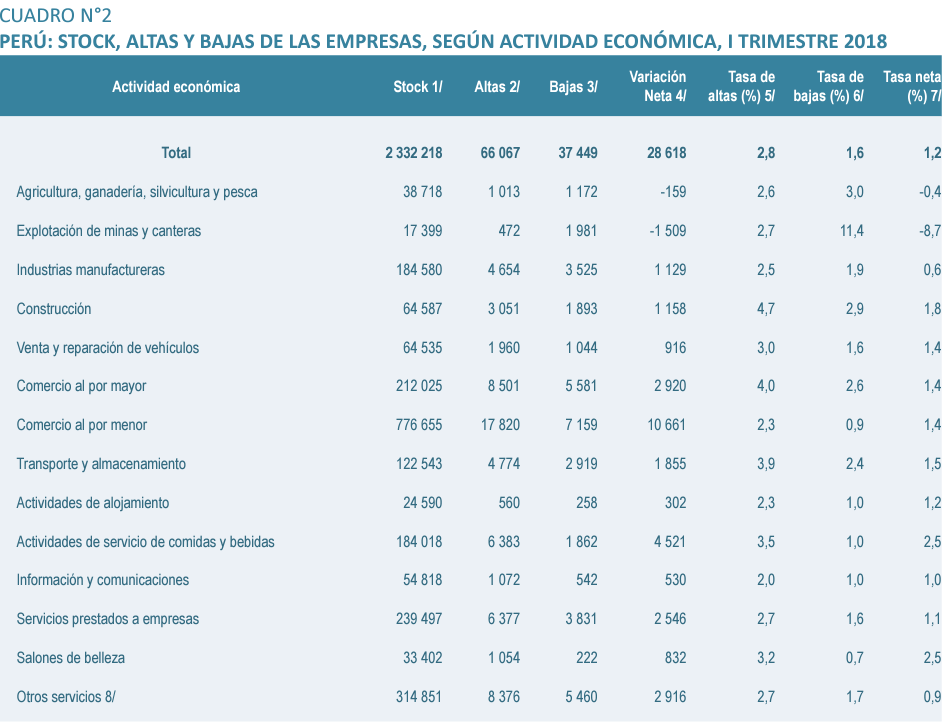 CUADRO N°2
PERÚ: STOCK, ALTAS Y BAJAS DE LAS EMPRESAS, SEGÚN ACTIVIDAD ECONÓMICA, I TRIMESTRE 2018
Actividad económica Stock 1/ Altas 2/ Bajas 3/ Variación Neta 4/ Tasa de altas (%) 5/ Tasa de bajas (%) 6/ Tasa neta (%) 7/
Total 2 332 218 66 067 37 449 28 618 2,8 1,6 1,2
Agricultura, ganadería, silvicultura y pesca 38 718 1 013 1 172 -159 2,6 3,0 -0,4
Explotación de minas y canteras 17 399 472 1 981 -1 509 2,7 11,4 -8,7
Industrias manufactureras 184 580 4 654 3 525 1 129 2,5 1,9 0,6
Construcción 64 587 3 051 1 893 1 158 4,7 2,9 1,8
Venta y reparación de vehículos 64 535 1 960 1 044 916 3,0 1,6 1,4
Comercio al por mayor 212 025 8 501 5 581 2 920 4,0 2,6 1,4
Comercio al por menor 776 655 17 820 7 159 10 661 2,3 0,9 1,4
Transporte y almacenamiento 122 543 4 774 2 919 1 855 3,9 2,4 1,5
Actividades de alojamiento 24 590 560 258 302 2,3 1,0 1,2
Actividades de servicio de comidas y bebidas 184 018 6 383 1 862 4 521 3,5 1,0 2,5
Información y comunicaciones 54 818 1 072 542 530 2,0 1,0 1,0
Servicios prestados a empresas 239 497 6 377 3 831 2 546 2,7 1,6 1,1
Salones de belleza 33 402 1 054 222 832 3,2 0,7 2,5
Otros servicios 8/ 314 851 8 376 5 460 2 916 2,7 1,7 0,9